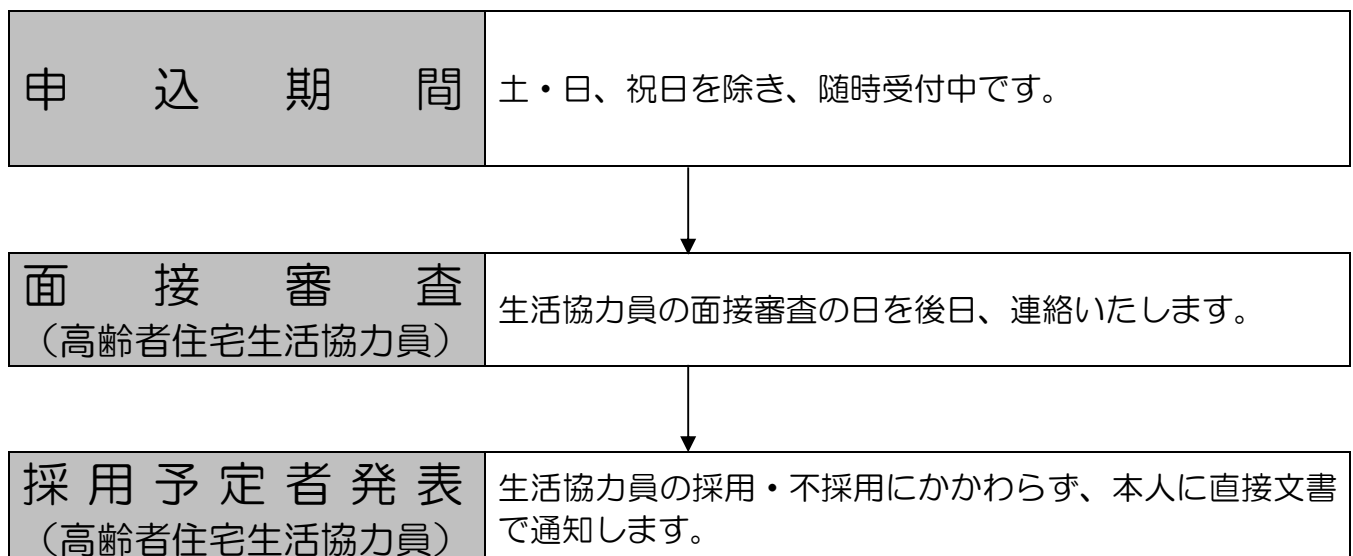 申込期間
土・日、祝日を除き、随時受付中です。
面接審査
（高齢者住宅生活協力員）
生活協力員の面接審査の日を後日、連絡いたします。
採用予定者発表
（高齢者住宅生活協力員）
生活協力員の採用・不採用にかかわらず、本人に直接文書
で通知します。